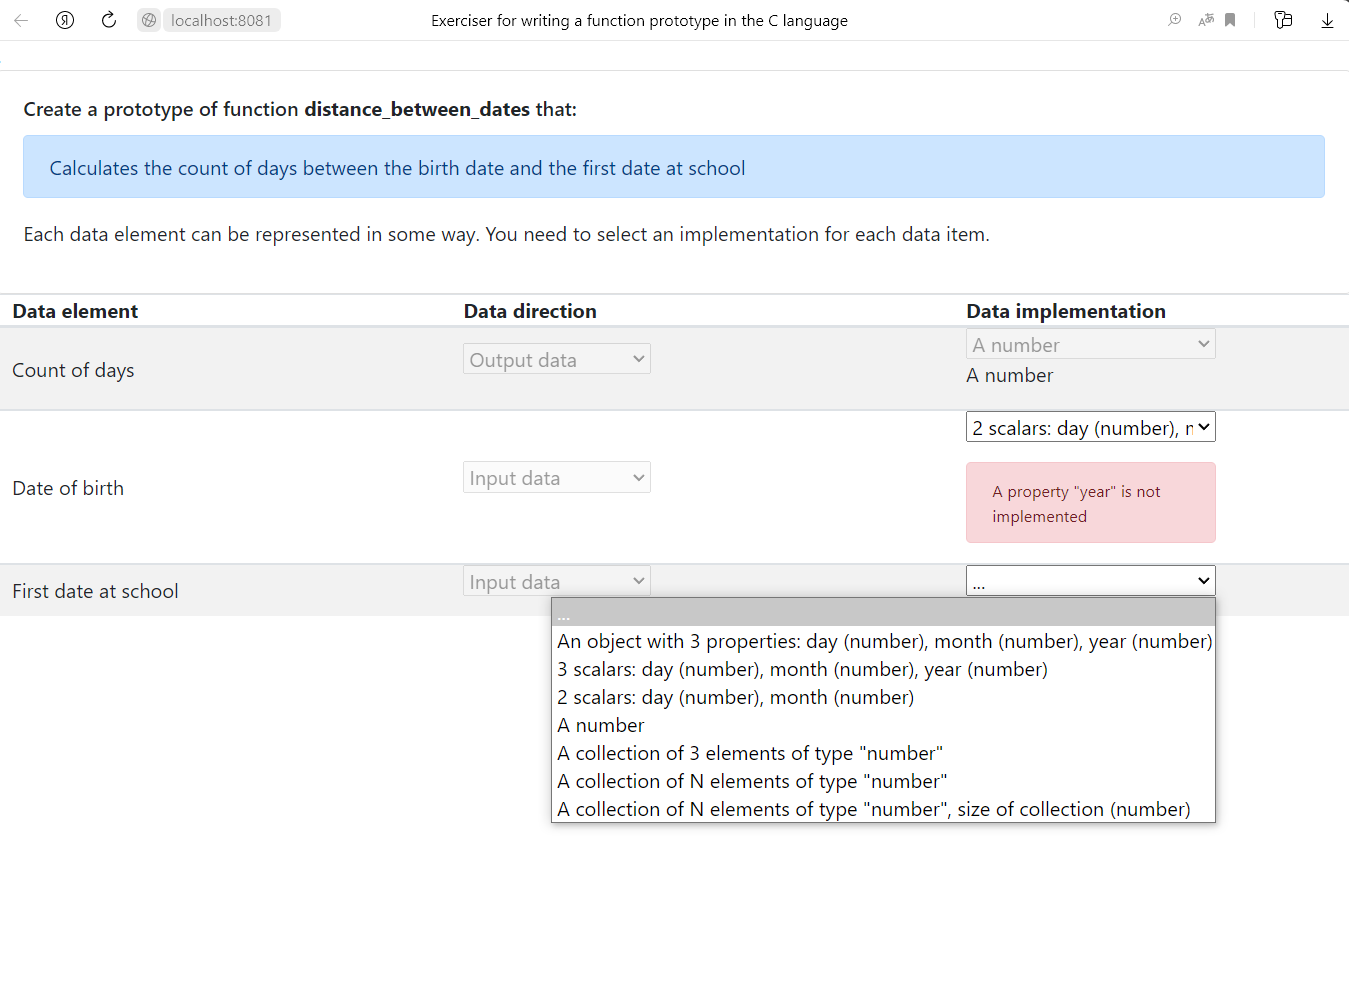 localhost:8081 Exerciser for writing a function prototype in the C language
Create a prototype of function distance_between_dates that:
Calculates the count of days between the birth date and the first date at school
Each data element can be represented in some way. You need to select an implementation for each data item.
Data element Data direction Data implementation
Count of days Output data A number
A number
Date of birth Input data 2 scalars: day (number), m
A property "year" is not
implemented
First date at school Input data ...
...
An object with 3 properties: day (number), month (number), year (number)
3 scalars: day (number), month (number), year (number)
2 scalars: day (number), month (number)
A number
A collection of 3 elements of type "number"
A collection of N elements of type "number"
A collection of N elements of type "number", size of collection (number)